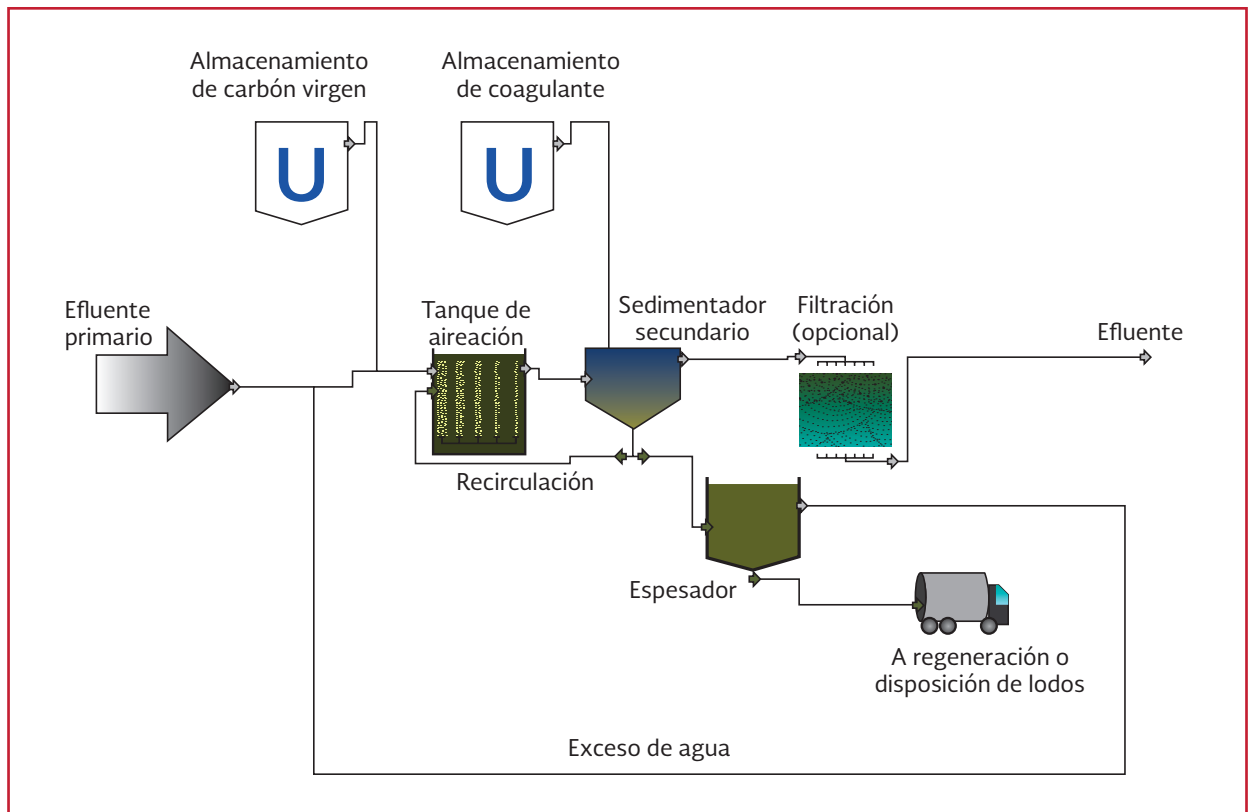 Almacenamiento
de carbón virgen
Almacenamiento
de coagulante
U
U
Efluente
primario
Tanque de
aireación
Sedimentador
secundario
Filtración
(opcional)
Efluente
Recirculación
Espesador
A regeneración o
disposición de lodos
Exceso de agua